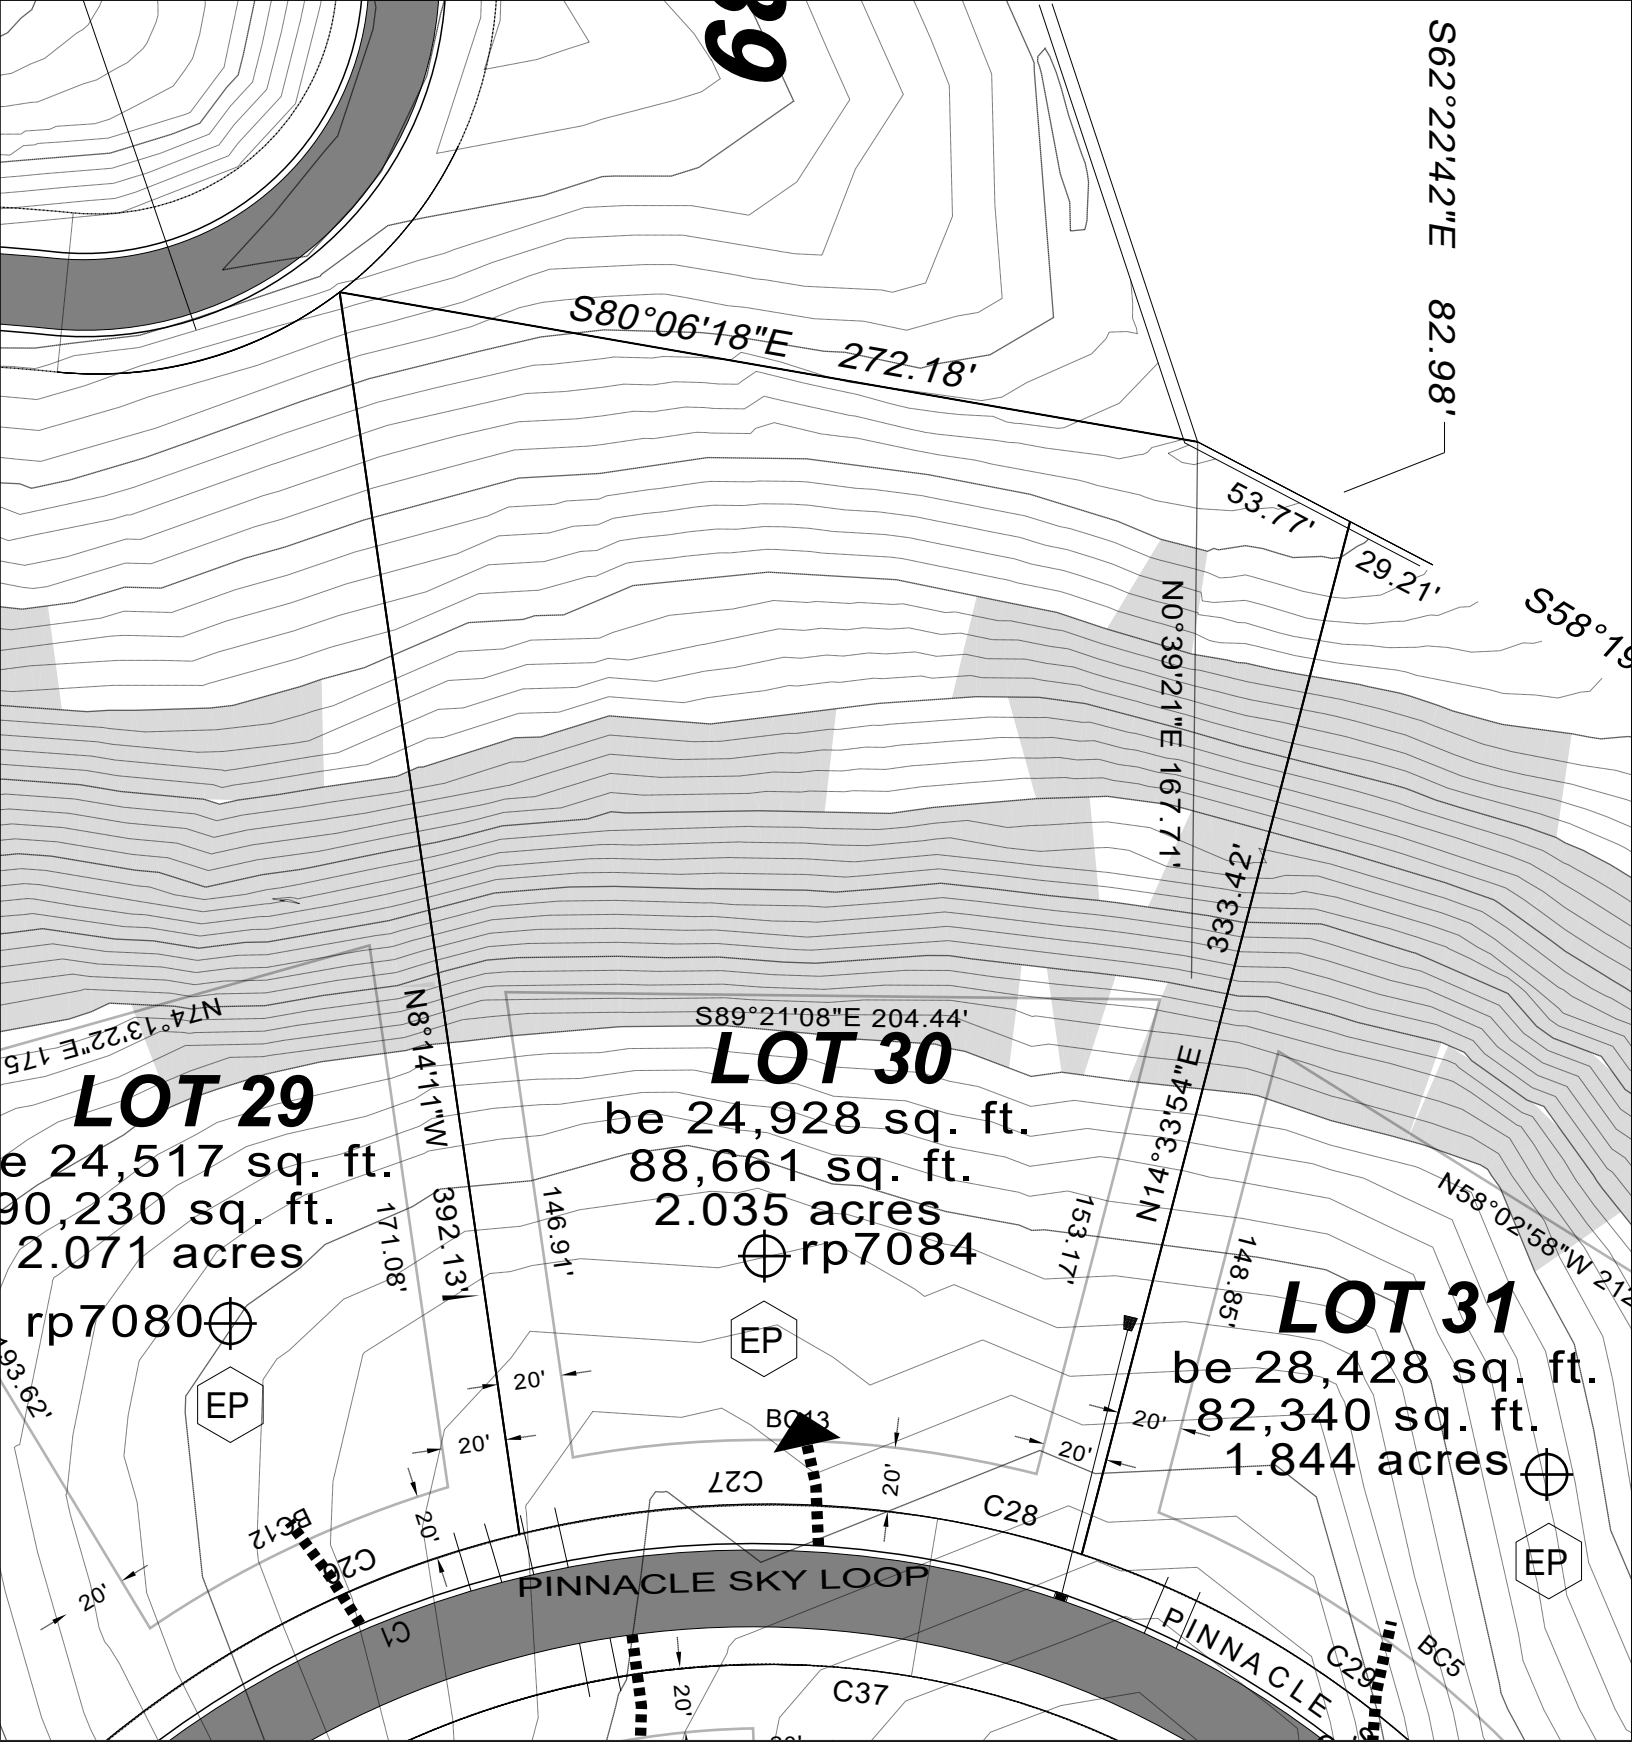 89
S62°22'42"E 82.98'
S80°06'18"E 272.18'
53.77'
29.21'
S58°19
N0°39'21"E 167.71'
333.42'
N14°33'54"E
N74°13'22"E 175
N8°14'11"W
392.13'
S89°21'08"E 204.44'
LOT 30
be 24,928 sq. ft.
88,661 sq. ft.
2.035 acres
rp7084
EP
146.91'
153.17'
LOT 29
e 24,517 sq. ft.
90,230 sq. ft.
2.071 acres
rp7080
EP
171.08'
193.62'
148.85'
N58°02'58"W 212
LOT 31
be 28,428 sq. ft.
82,340 sq. ft.
1.844 acres
EP
20'
20'
20'
20'
BC13
C27
20'
C28
BC12
20'
20'
C1
PINNACLE SKY LOOP
PINNACLE
C29
BC5
20'
C37